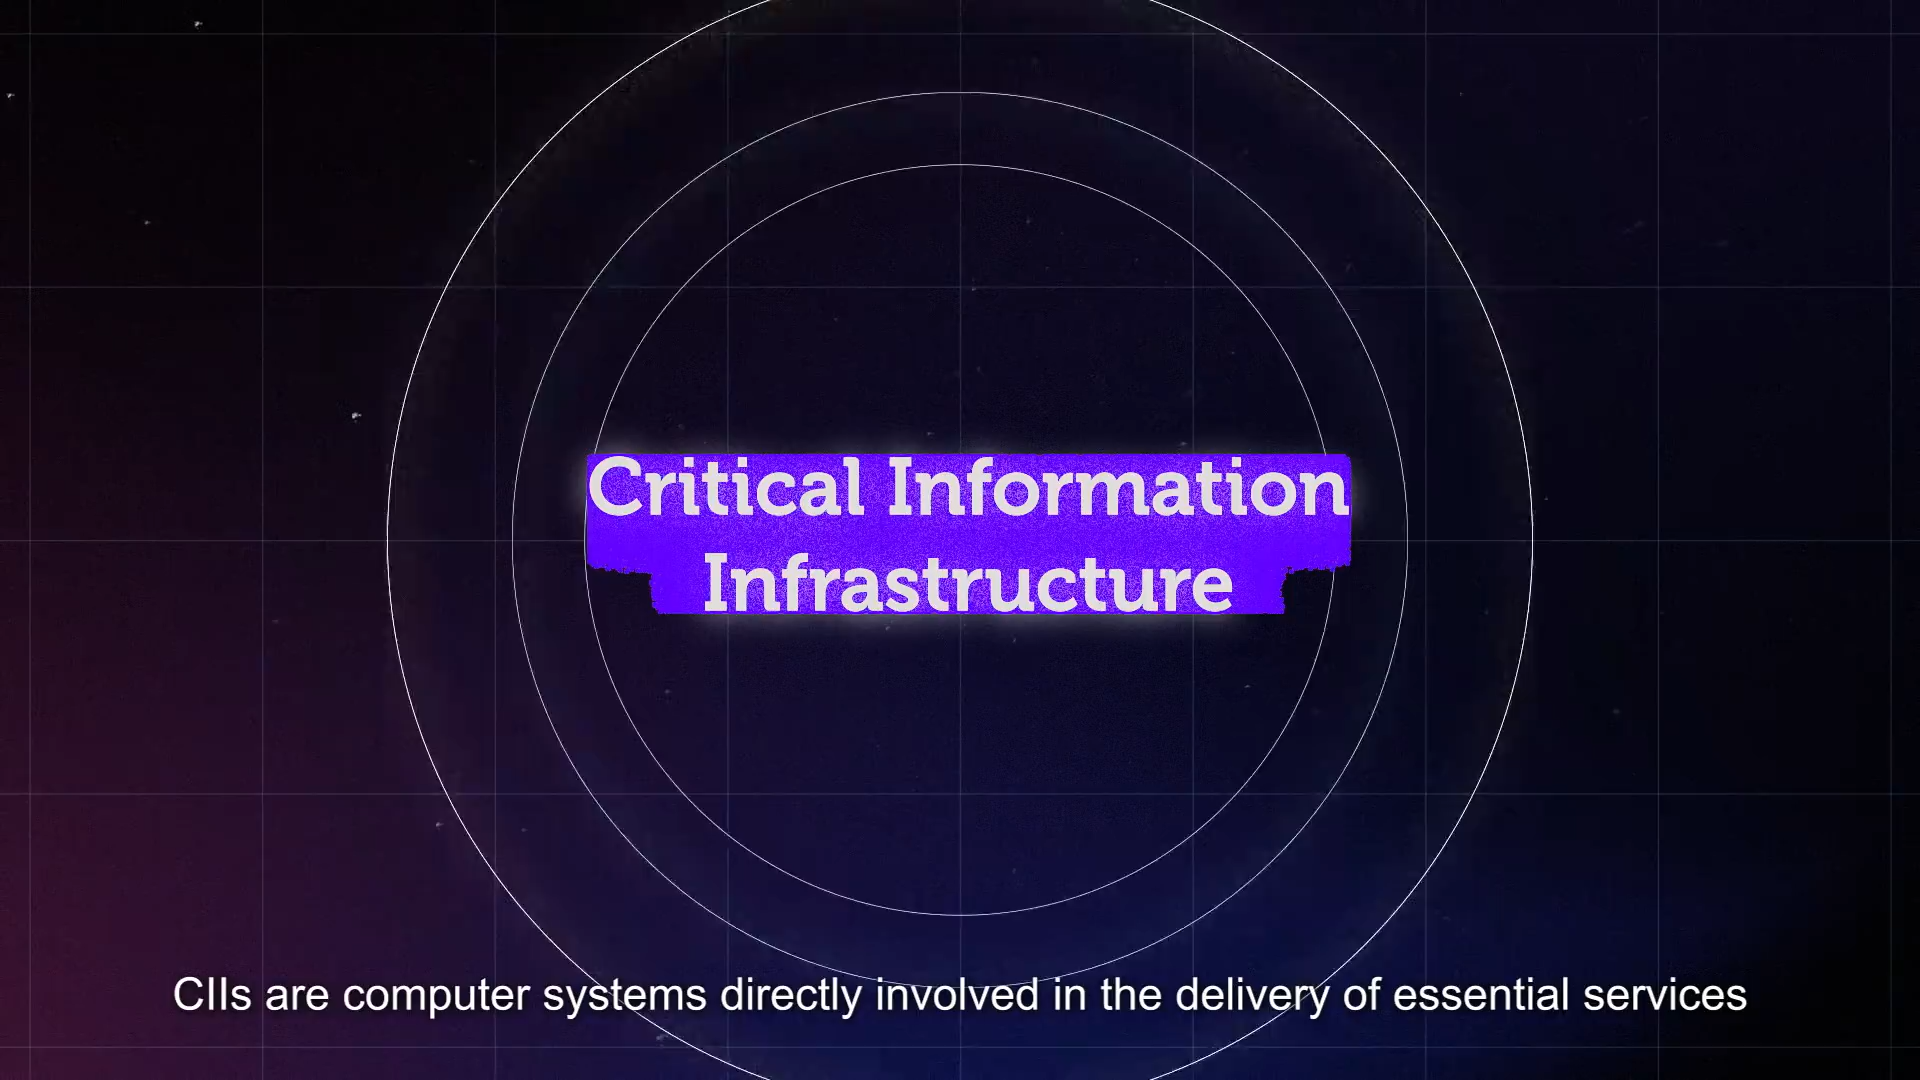 Critical Information
Infrastructure
CIIs are computer systems directly involved in the delivery of essential services